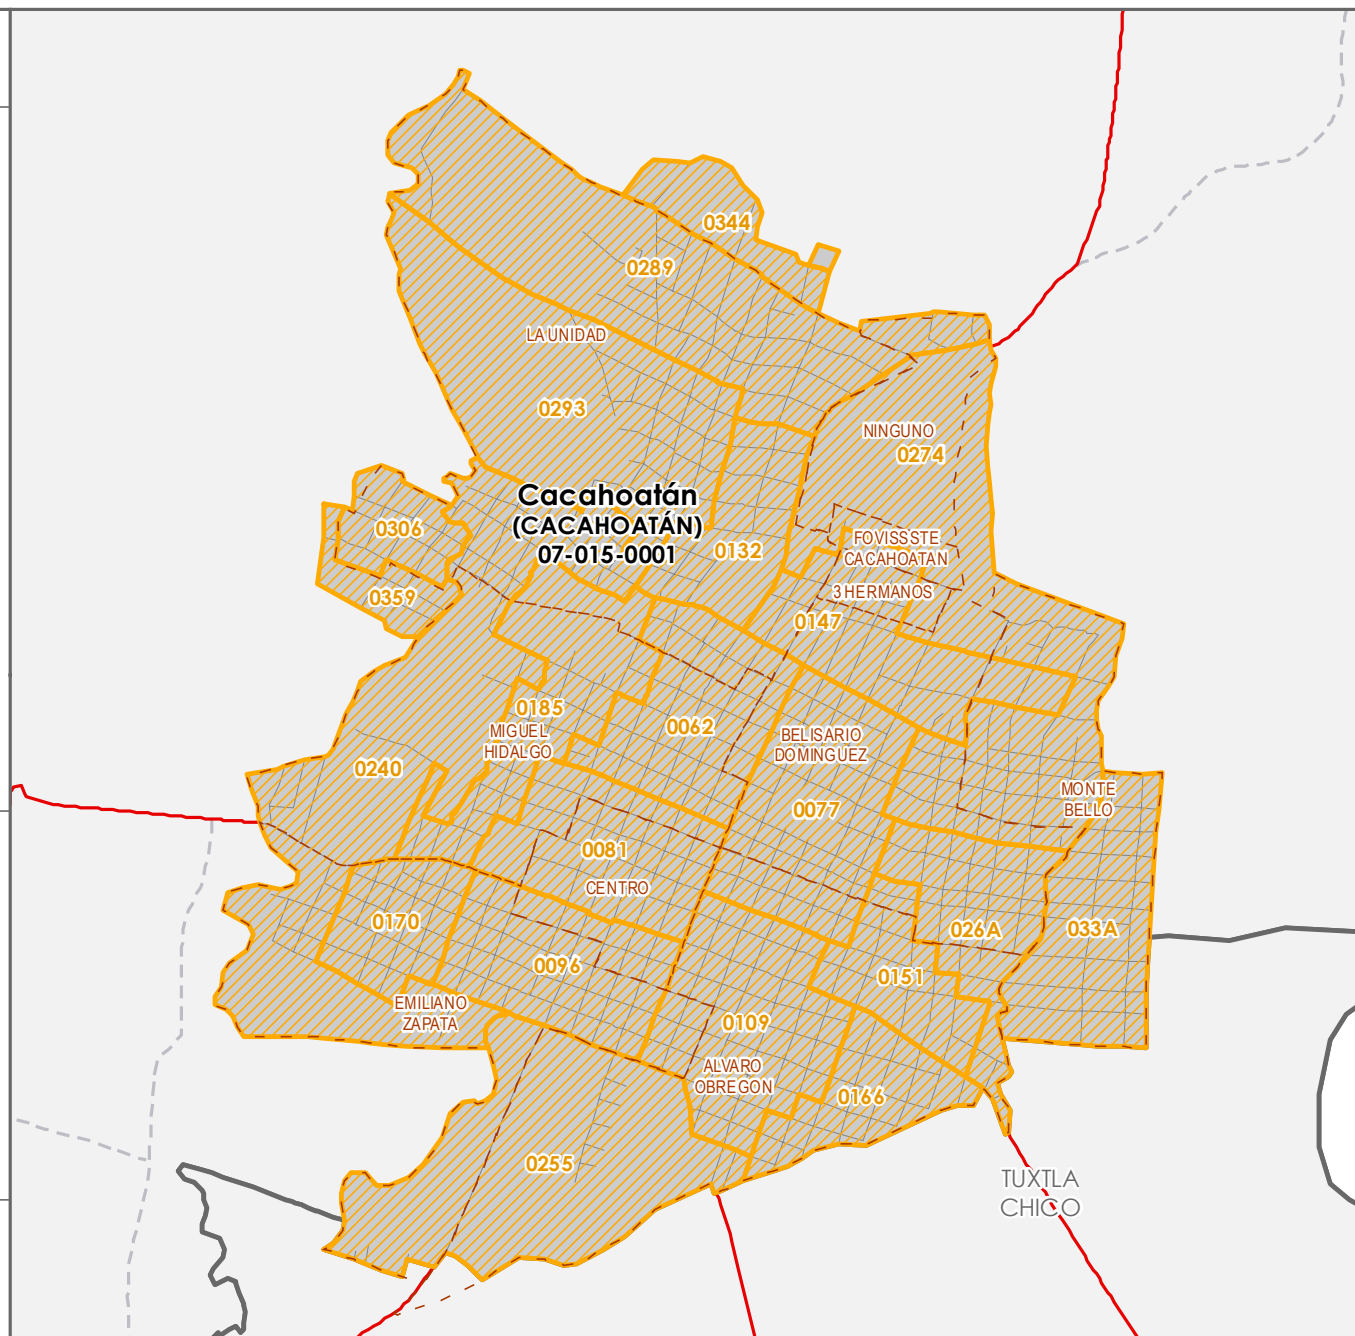 0344
0289
LA UNIDAD
0293
NINGUNO
0274
Cacahoatán
(CACAHOATÁN)
07-015-0001
0306
0132
FOVISSSTE
CACAHOATAN
0359
3 HERMANOS
0147
0185
0062
MIGUEL
HIDALGO
BELISARIO
DOMINGUEZ
0240
MONTE
BELLO
0077
0081
CENTRO
0170
026A
033A
0096
0151
EMILIANO
ZAPATA
0109
ALVARO
OBREGON
0166
0255
TUXTLA
CHICO